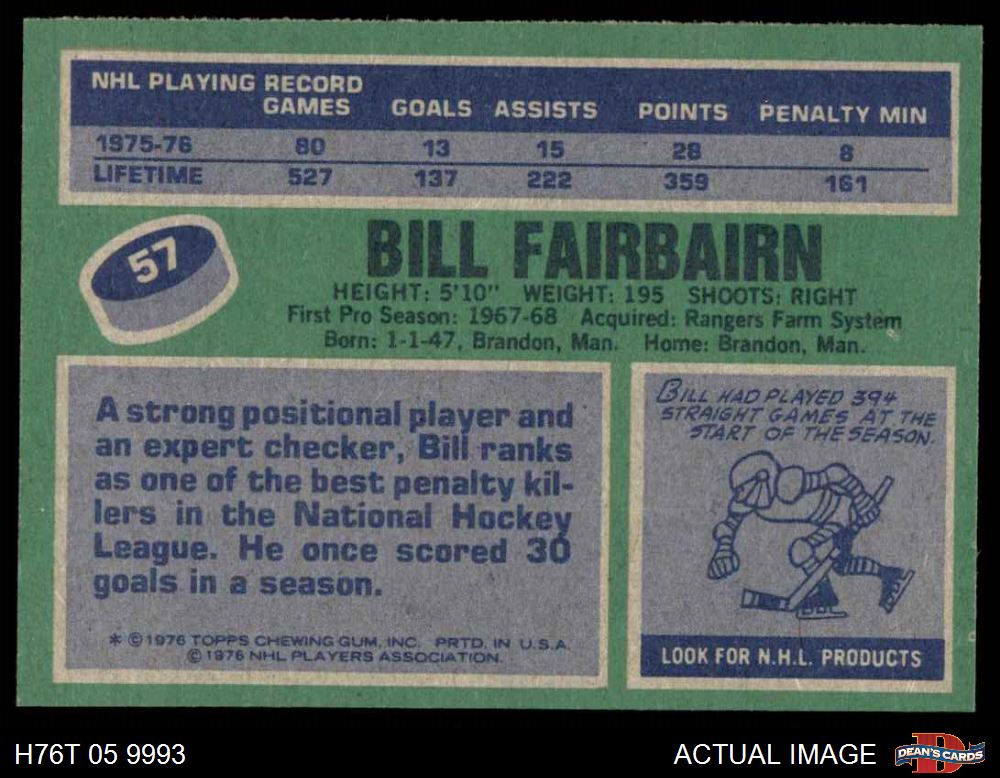 NHL PLAYING RECORD
GAMES GOALS ASSISTS POINTS PENALTY MIN
1975-76 80 13 15 28 8
LIFETIME 527 137 222 359 161
57
BILL FAIRBAIRN
HEIGHT: 5'10" WEIGHT: 195 SHOOTS: RIGHT
First Pro Season: 1967-68 Acquired: Rangers Farm System
Born: 1-1-47, Brandon, Man. Home: Brandon, Man.
A strong positional player and
an expert checker, Bill ranks
as one of the best penalty kil-
lers in the National Hockey
League. He once scored 30
goals in a season.
* © 1976 TOPPS CHEWING GUM, INC. PRTD. IN U.S.A.
© 1976 NHL PLAYERS ASSOCIATION.
BILL HAD PLAYED 394
STRAIGHT GAMES AT THE
START OF THE SEASON.
LOOK FOR N.H.L. PRODUCTS
H76T 05 9993
ACTUAL IMAGE
DEAN'S CARDS